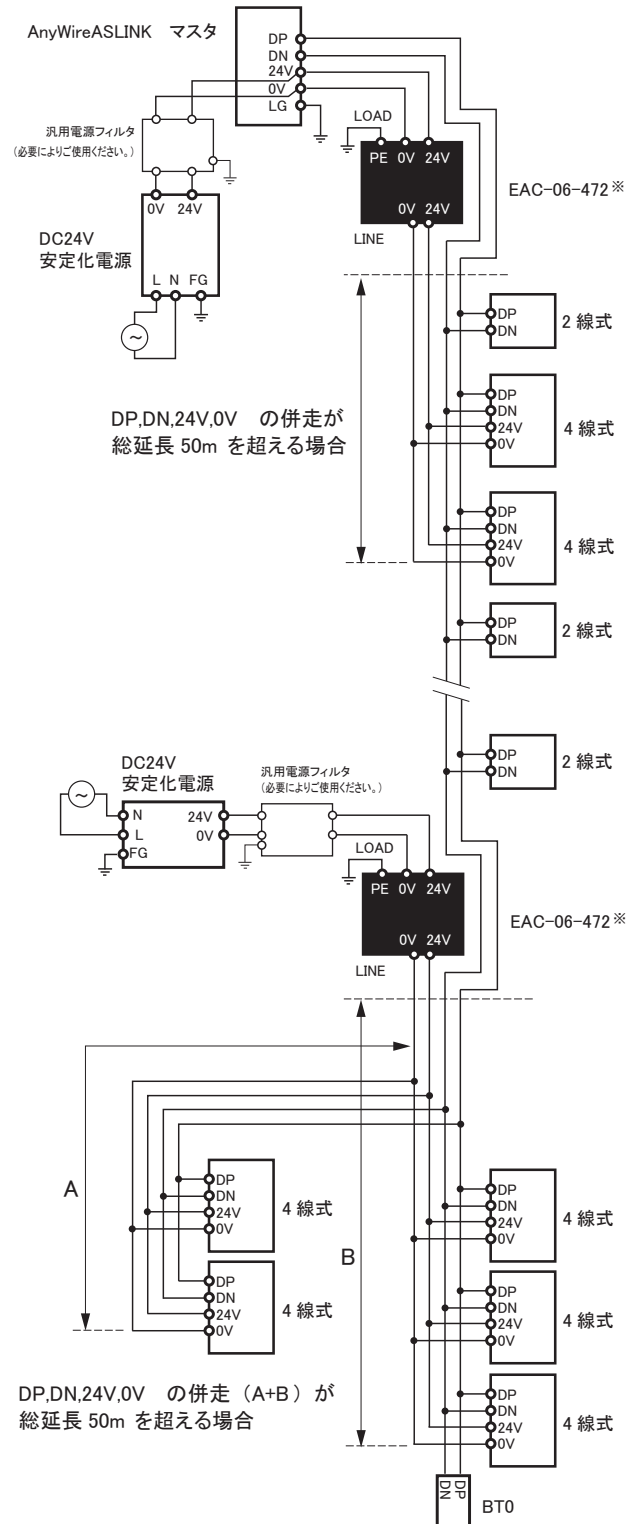 AnyWireASLINK マスタ
DP
DN
24V
0V
LG
汎用電源フィルタ
(必要によりご使用ください。)
0V 24V
DC24V
安定化電源
L N FG
~
LOAD
PE 0V 24V
0V 24V
LINE
EAC-06-472※
DP
DN
2線式
DP,DN,24V,0V の併走が
総延長50m を超える場合
DP
DN
24V
0V
4線式
DP
DN
24V
0V
4線式
DP
DN
2線式
DP
DN
2線式
DC24V
安定化電源
~
N
L
FG
24V
0V
汎用電源フィルタ
(必要によりご使用ください。)
LOAD
PE 0V 24V
0V 24V
LINE
EAC-06-472※
A
B
DP
DN
24V
0V
4線式
DP
DN
24V
0V
4線式
DP
DN
24V
0V
4線式
DP
DN
24V
0V
4線式
DP
DN
24V
0V
4線式
DP,DN,24V,0V の併走(A+B)が
総延長50m を超える場合
DN
DP
BT0